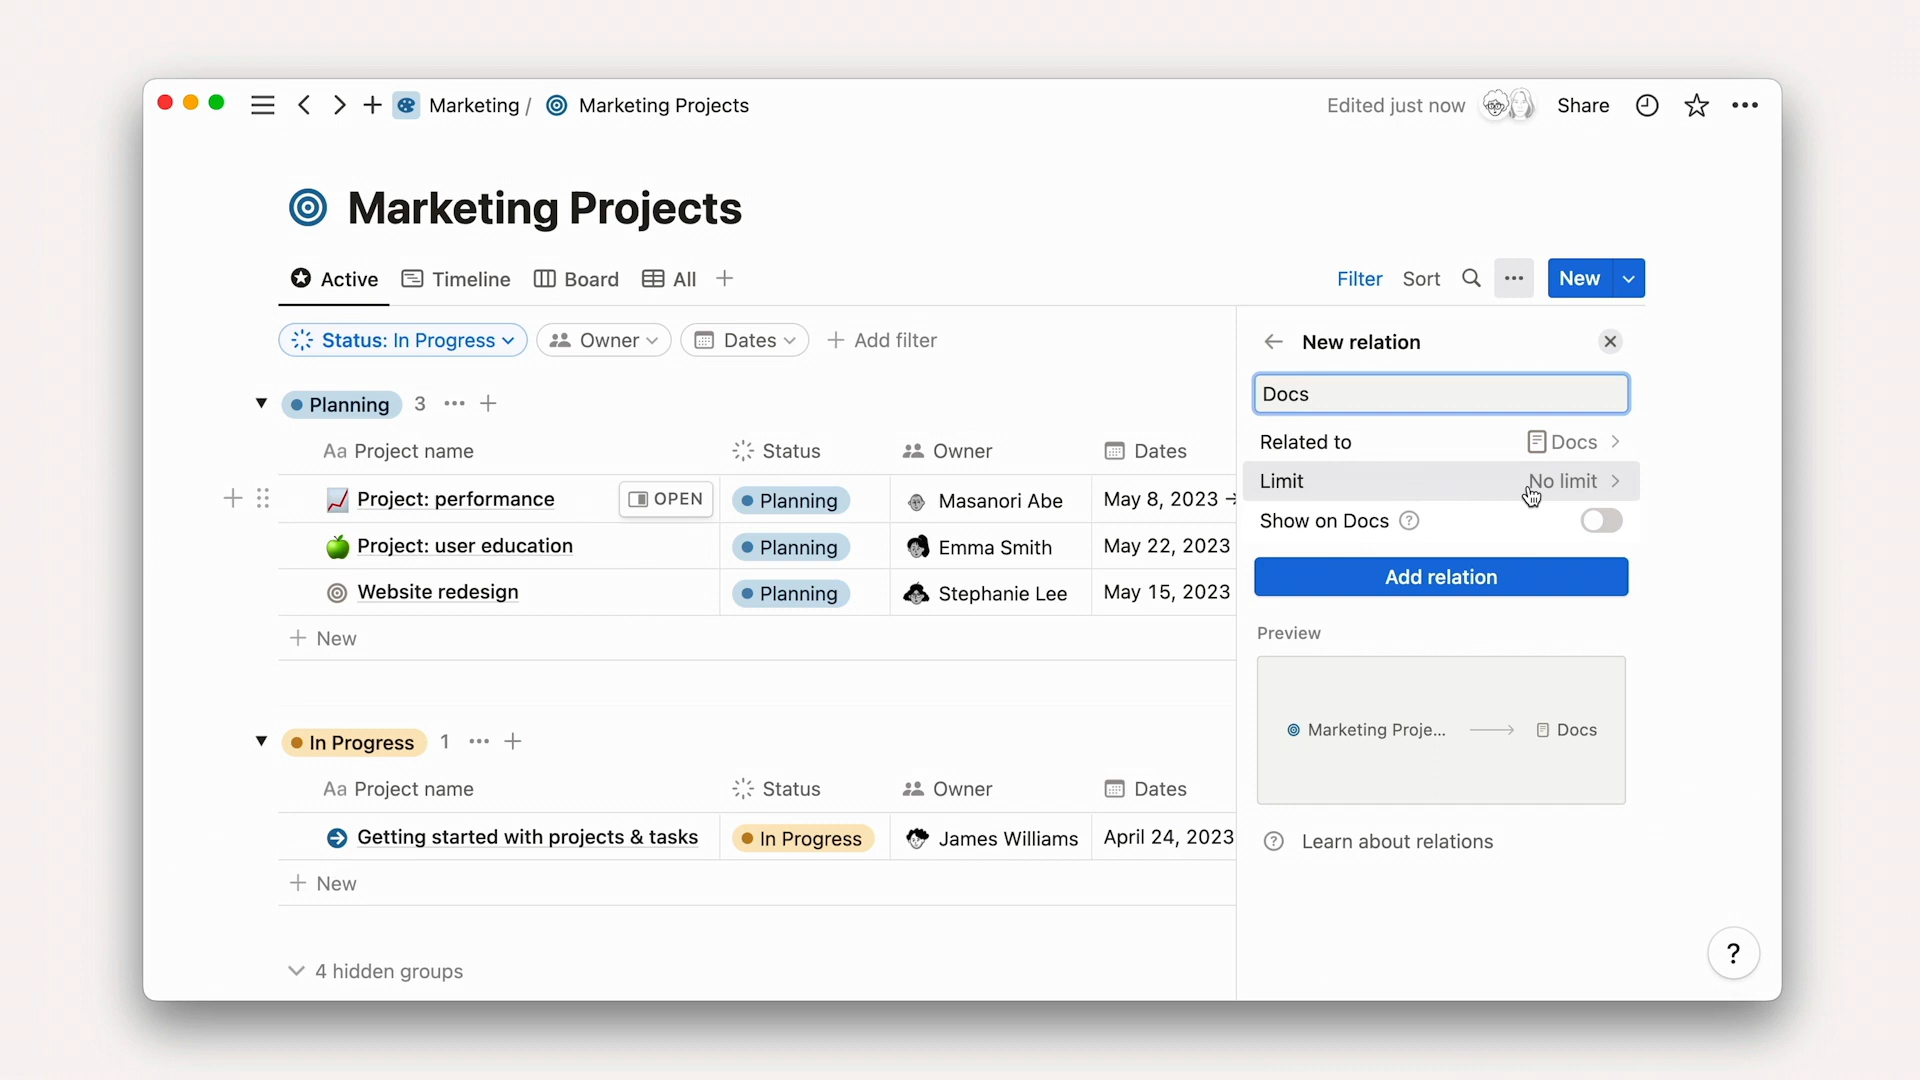 Marketing / Marketing Projects
Edited just now Share
Marketing Projects
Active Timeline Board All
Filter Sort New
Status: In Progress Owner Dates Add filter
Planning 3
Aa Project name Status Owner Dates
Project: performance OPEN Planning Masanori Abe May 8, 2023 →
Project: user education Planning Emma Smith May 22, 2023
Website redesign Planning Stephanie Lee May 15, 2023
+ New
In Progress 1
Aa Project name Status Owner Dates
Getting started with projects & tasks In Progress James Williams April 24, 2023
+ New
4 hidden groups
New relation
Docs
Related to Docs
Limit No limit
Show on Docs ?
Add relation
Preview
Marketing Proje... Docs
? Learn about relations
?